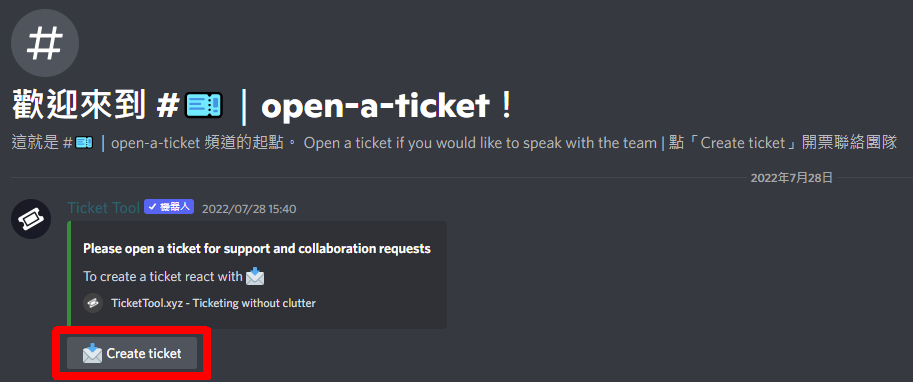 #
歡迎來到 #🎫｜open-a-ticket！
這就是 #🎫｜open-a-ticket 頻道的起點。 Open a ticket if you would like to speak with the team | 點「Create ticket」開票聯絡團隊
2022年7月28日
Ticket Tool ✓ 機器人 2022/07/28 15:40
Please open a ticket for support and collaboration requests
To create a ticket react with 📩
TicketTool.xyz - Ticketing without clutter
📩 Create ticket